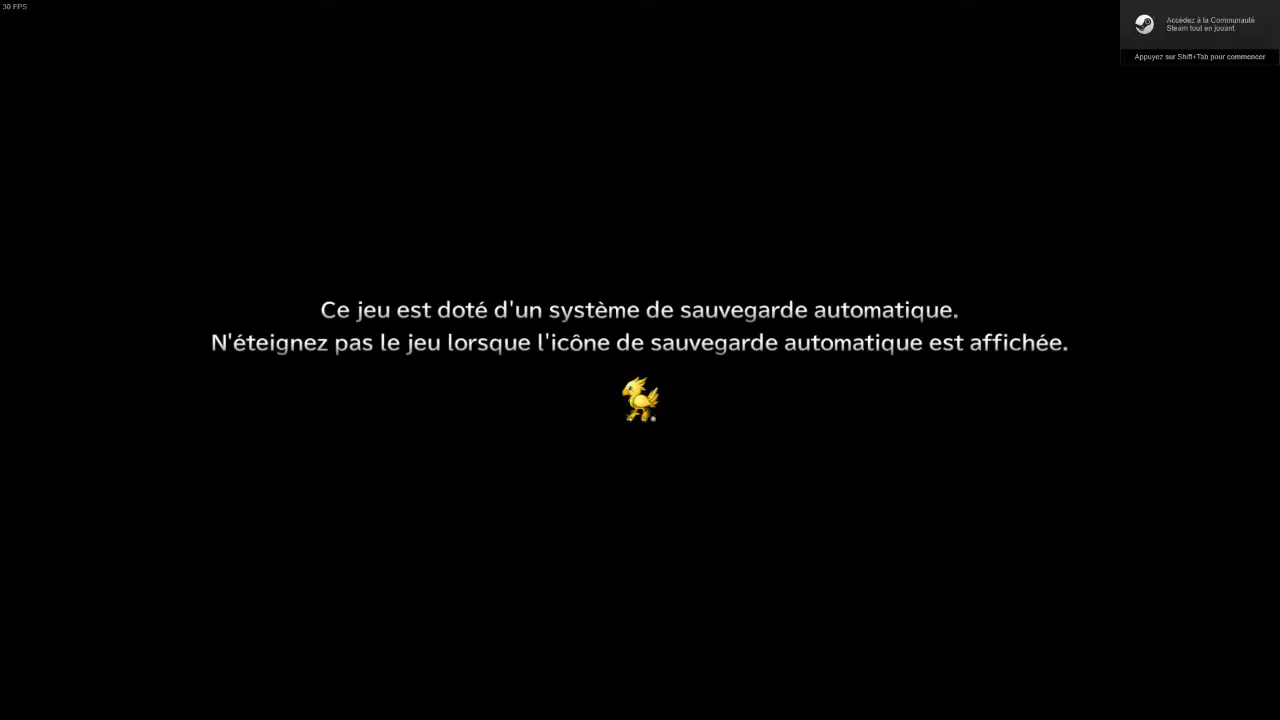 30 FPS
Accèdez à la Communauté
Steam tout en jouant.
Appuyez sur Shift+Tab pour commencer
Ce jeu est doté d'un système de sauvegarde automatique.
N'éteignez pas le jeu lorsque l'icône de sauvegarde automatique est affichée.